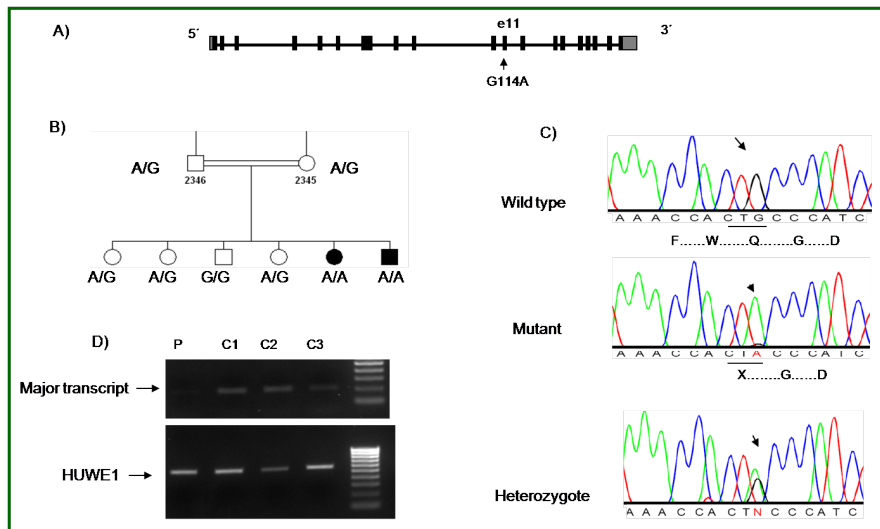 A)
5´
e11
3´
G114A
B)
A/G
2346
2345
A/G
A/G
A/G
G/G
A/G
A/A
A/A
C)
Wild type
A A A C C A C T G C C C A T C
F......W......Q......G.....D
Mutant
A A A C C A C T A C C C A T C
X........G.....D
Heterozygote
A A A C C A C T N C C C A T C
D)
P C1 C2 C3
Major transcript
HUWE1